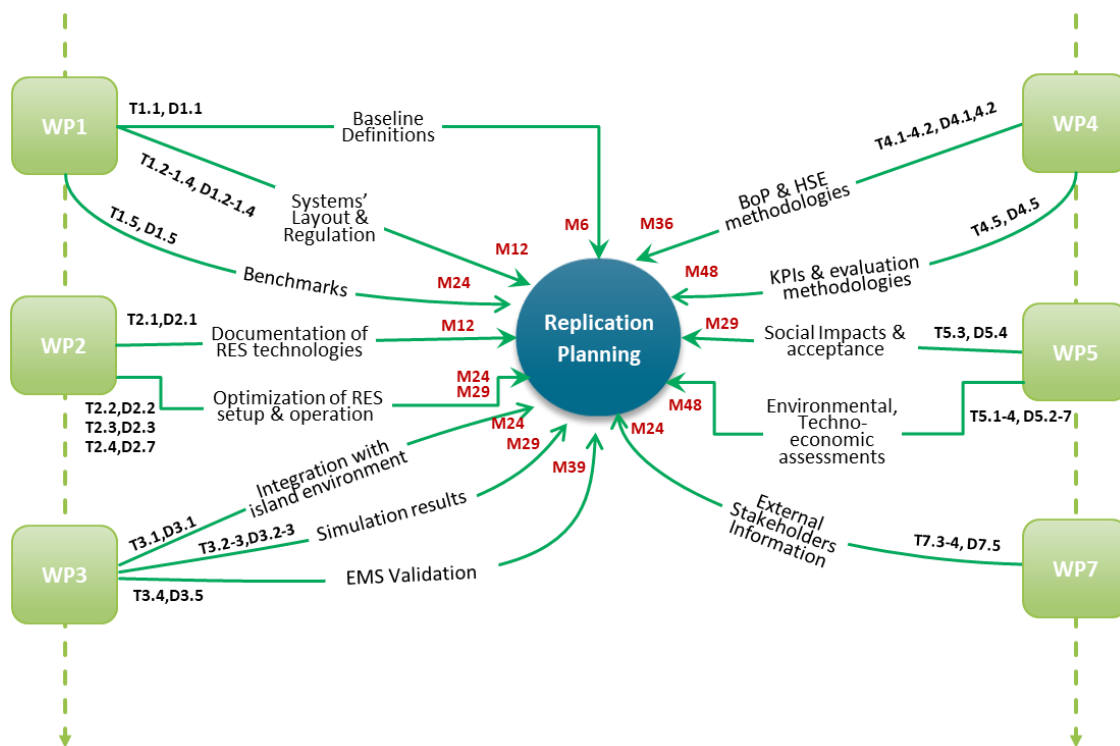 WP1
T1.1, D1.1
Baseline
Definitions
T1.2-1.4, D1.2-1.4
Systems'
Layout &
Regulation
T1.5, D1.5
Benchmarks
M6
M12
M24
WP2
T2.1,D2.1
Documentation of
RES technologies
M12
Optimization of RES
setup & operation
M24
M29
T2.2,D2.2
T2.3,D2.3
T2.4,D2.7
WP3
T3.1,D3.1
Integration with
island environment
M24
T3.2-3,D3.2-3
Simulation results
M29
T3.4,D3.5
EMS Validation
M39
Replication
Planning
WP4
T4.1-4.2, D4.1,4.2
BoP & HSE
methodologies
M36
T4.5, D4.5
KPIs & evaluation
methodologies
M48
WP5
T5.3, D5.4
Social Impacts &
acceptance
M29
T5.1-4, D5.2-7
Environmental,
Techno-
economic
assessments
M48
WP7
T7.3-4, D7.5
External
Stakeholders
Information
M24